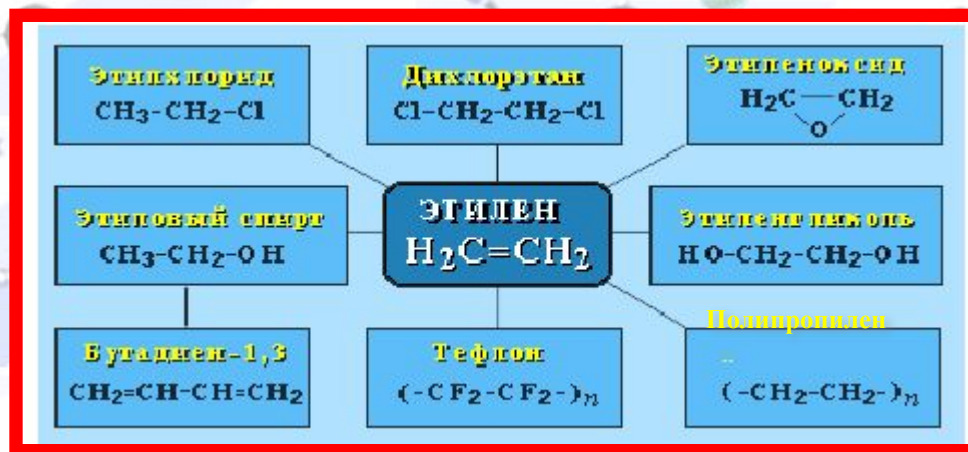 Этилхлорид
CH3-CH2-Cl
Дихлорэтан
Cl-CH2-CH2-Cl
Этиленоксид
H2C — CH2
O
Этиловый спирт
CH3-CH2-OH
ЭТИЛЕН
H2C=CH2
Этиленгликоль
HO-CH2-CH2-OH
Бутадиен-1,3
CH2=CH-CH=CH2
Тефлон
(-CF2-CF2-)n
Полипропилен
..
(-CH2-CH2-)n